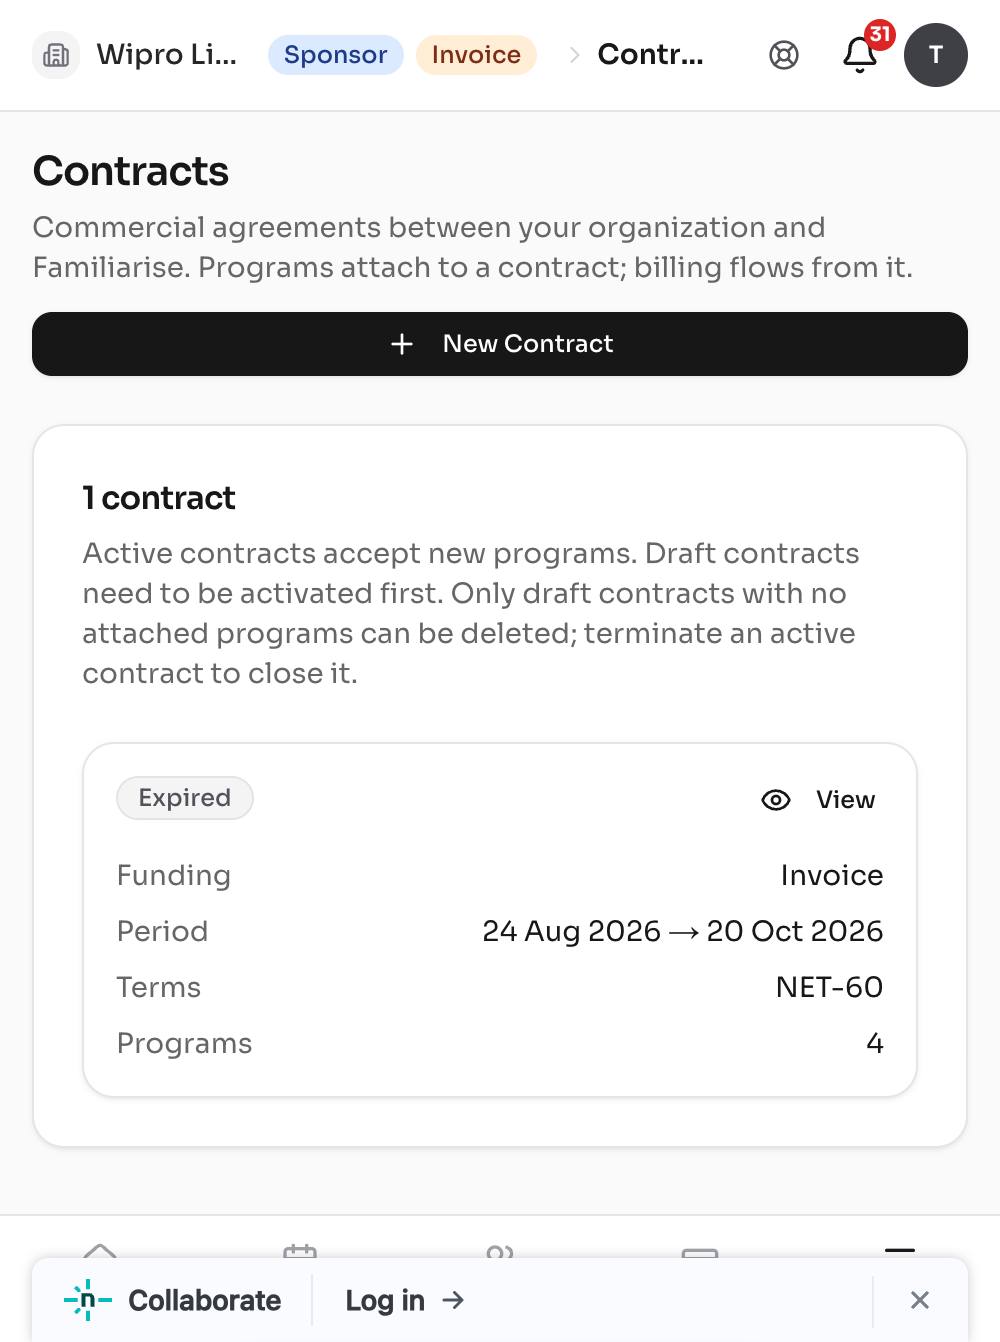 Wipro Li... Sponsor Invoice Contr... 31 T
Contracts
Commercial agreements between your organization and
Familiarise. Programs attach to a contract; billing flows from it.
New Contract
1 contract
Active contracts accept new programs. Draft contracts
need to be activated first. Only draft contracts with no
attached programs can be deleted; terminate an active
contract to close it.
Expired View
Funding Invoice
Period 24 Aug 2026 → 20 Oct 2026
Terms NET-60
Programs 4
n Collaborate Log in →